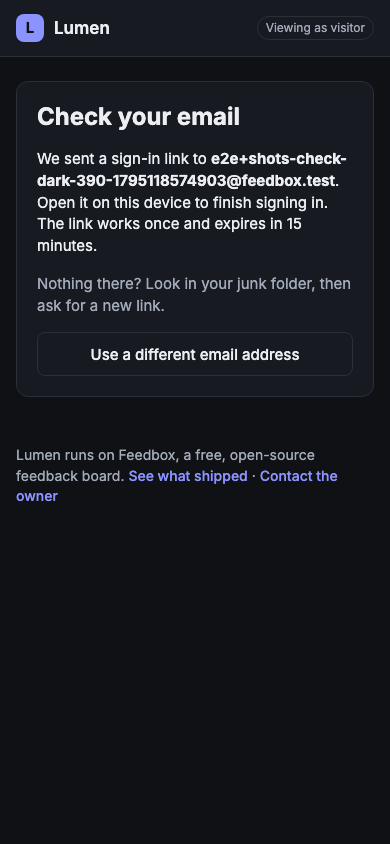 L Lumen Viewing as visitor
Check your email
We sent a sign-in link to e2e+shots-check-
dark-390-1795118574903@feedbox.test.
Open it on this device to finish signing in.
The link works once and expires in 15
minutes.
Nothing there? Look in your junk folder, then
ask for a new link.
Use a different email address
Lumen runs on Feedbox, a free, open-source
feedback board. See what shipped · Contact the
owner